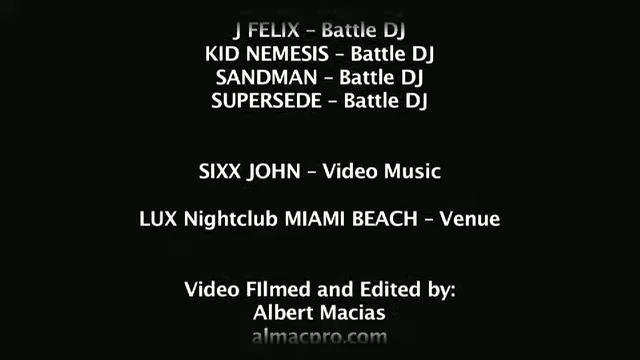 J FELIX – Battle DJ
KID NEMESIS – Battle DJ
SANDMAN – Battle DJ
SUPERSEDE – Battle DJ
SIXX JOHN – Video Music
LUX Nightclub MIAMI BEACH – Venue
Video FIlmed and Edited by:
Albert Macias
almacpro.com